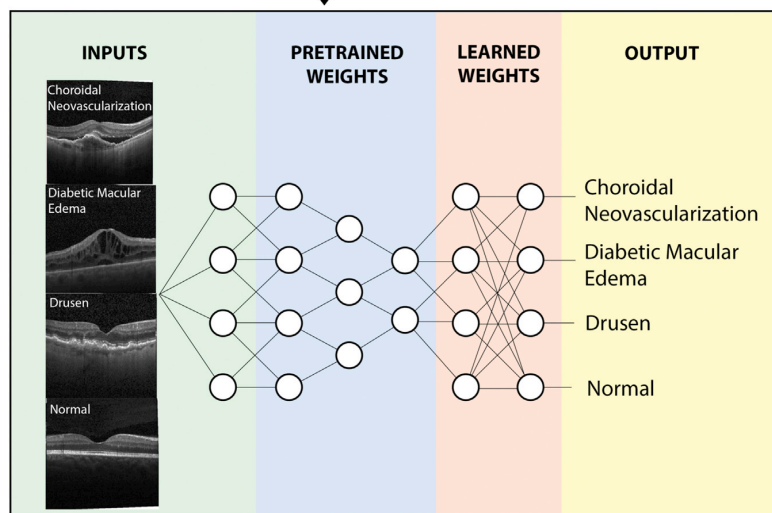 INPUTS
PRETRAINED
WEIGHTS
LEARNED
WEIGHTS
OUTPUT
Choroidal
Neovascularization
Diabetic Macular
Edema
Drusen
Normal
Choroidal
Neovascularization
Diabetic Macular
Edema
Drusen
Normal